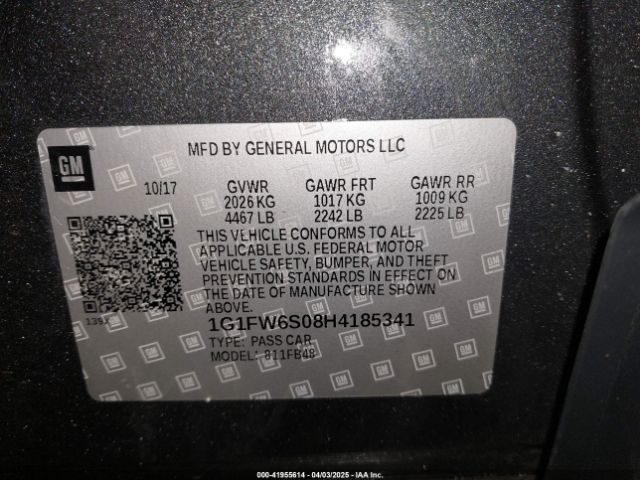 MFD BY GENERAL MOTORS LLC
GM
10/17 GVWR GAWR FRT GAWR RR
2026 KG 1017 KG 1009 KG
4467 LB 2242 LB 2225 LB
THIS VEHICLE CONFORMS TO ALL
APPLICABLE U.S. FEDERAL MOTOR
VEHICLE SAFETY, BUMPER, AND THEFT
PREVENTION STANDARDS IN EFFECT ON
THE DATE OF MANUFACTURE SHOWN
ABOVE.
1G1FW6S08H4185341
TYPE: PASS CAR
MODEL: 811FB48
000-41955614 - 04/03/2025 - IAA Inc.